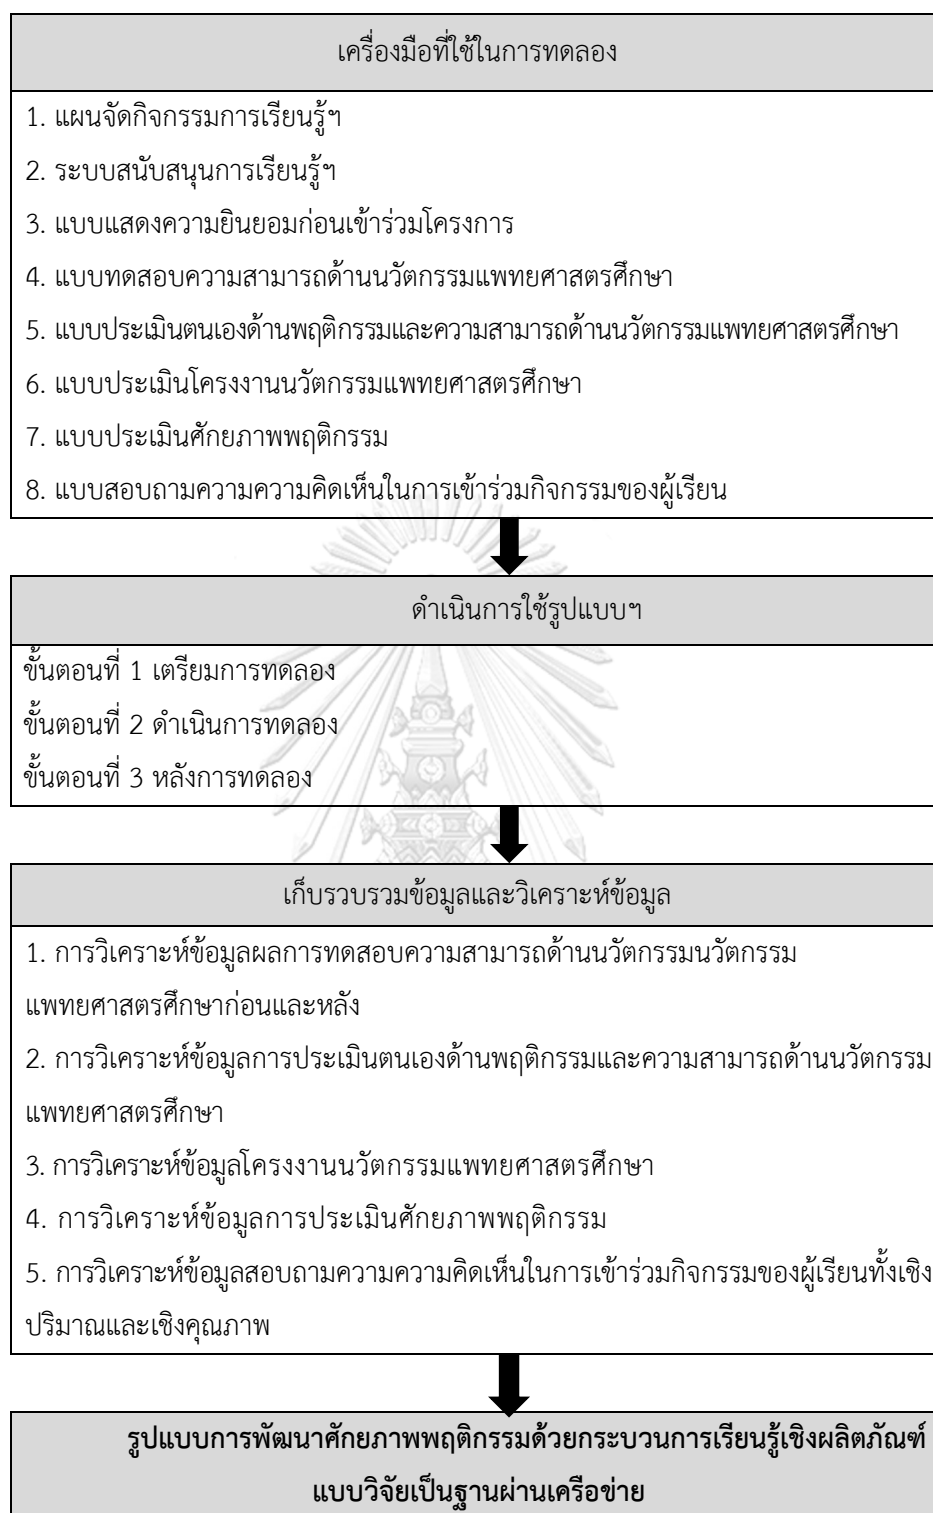 เครื่องมือที่ใช้ในการทดลอง
1. แผนจัดกิจกรรมการเรียนรู้ฯ
2. ระบบสนับสนุนการเรียนรู้ฯ
3. แบบแสดงความยินยอมก่อนเข้าร่วมโครงการ
4. แบบทดสอบความสามารถด้านนวัตกรรมแพทยศาสตรศึกษา
5. แบบประเมินตนเองด้านพฤติกรรมและความสามารถด้านนวัตกรรมแพทยศาสตรศึกษา
6. แบบประเมินโครงงานนวัตกรรมแพทยศาสตรศึกษา
7. แบบประเมินศักยภาพพฤติกรรม
8. แบบสอบถามความความคิดเห็นในการเข้าร่วมกิจกรรมของผู้เรียน
ดำเนินการใช้รูปแบบฯ
ขั้นตอนที่ 1 เตรียมการทดลอง
ขั้นตอนที่ 2 ดำเนินการทดลอง
ขั้นตอนที่ 3 หลังการทดลอง
เก็บรวบรวมข้อมูลและวิเคราะห์ข้อมูล
1. การวิเคราะห์ข้อมูลผลการทดสอบความสามารถด้านนวัตกรรมนวัตกรรม
แพทยศาสตรศึกษาก่อนและหลัง
2. การวิเคราะห์ข้อมูลการประเมินตนเองด้านพฤติกรรมและความสามารถด้านนวัตกรรม
แพทยศาสตรศึกษา
3. การวิเคราะห์ข้อมูลโครงงานนวัตกรรมแพทยศาสตรศึกษา
4. การวิเคราะห์ข้อมูลการประเมินศักยภาพพฤติกรรม
5. การวิเคราะห์ข้อมูลสอบถามความความคิดเห็นในการเข้าร่วมกิจกรรมของผู้เรียนทั้งเชิง
ปริมาณและเชิงคุณภาพ
รูปแบบการพัฒนาศักยภาพพฤติกรรมด้วยกระบวนการเรียนรู้เชิงผลิตภัณฑ์
แบบวิจัยเป็นฐานผ่านเครือข่าย